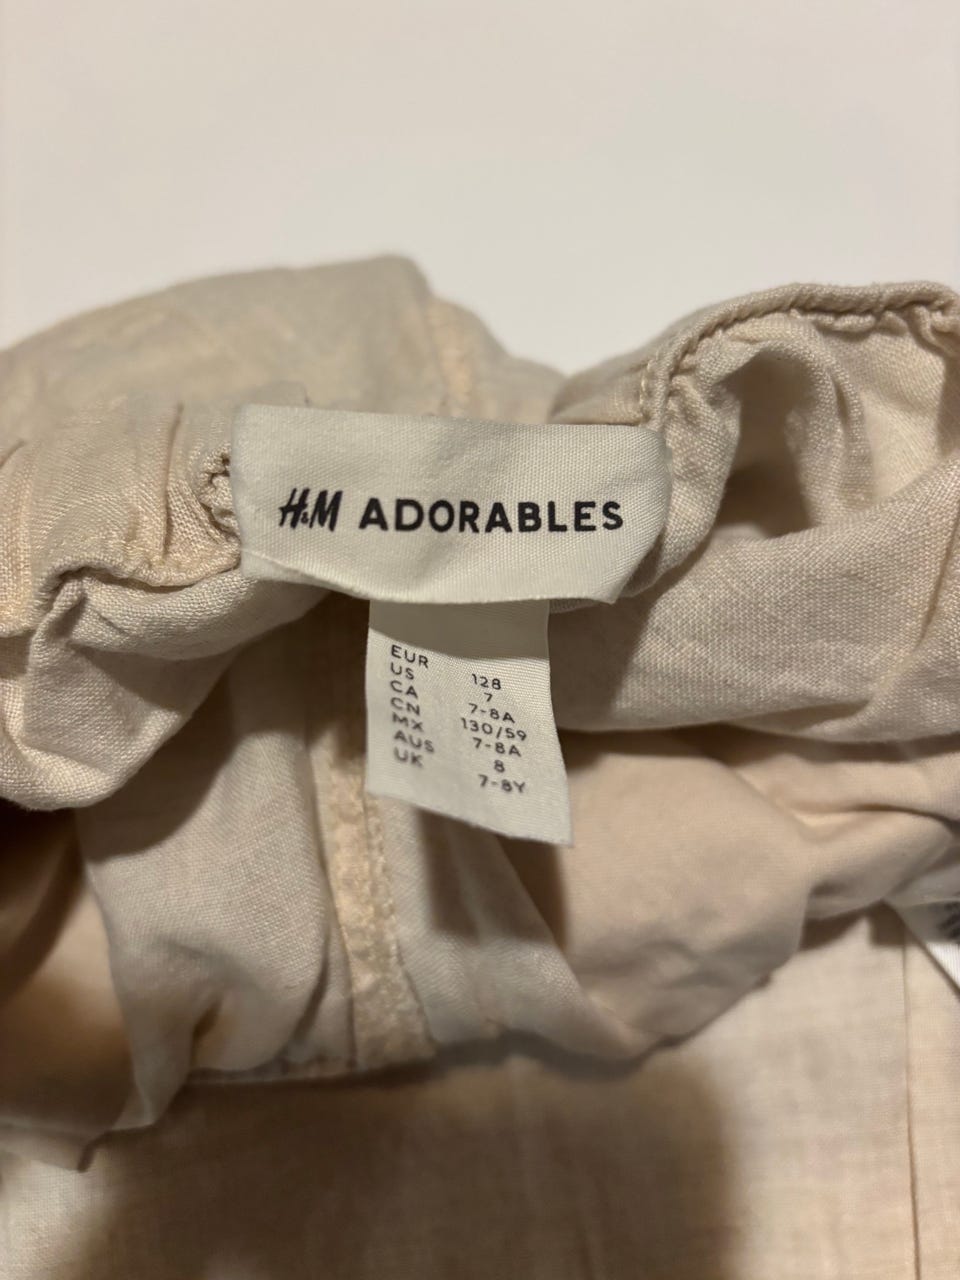 H&M ADORABLES
EUR 128
US 7
CA 7-8A
CN 130/59
MX 7-8A
AUS 8
UK 7-8Y